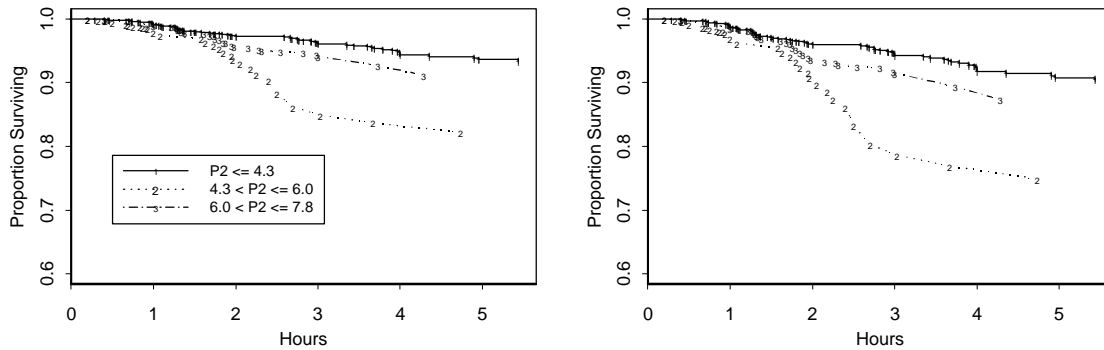 Proportion Surviving
1.0
0.9
0.8
0.7
0.6
P2 <= 4.3
4.3 < P2 <= 6.0
6.0 < P2 <= 7.8
0 1 2 3 4 5
Hours
Proportion Surviving
1.0
0.9
0.8
0.7
0.6
0 1 2 3 4 5
Hours